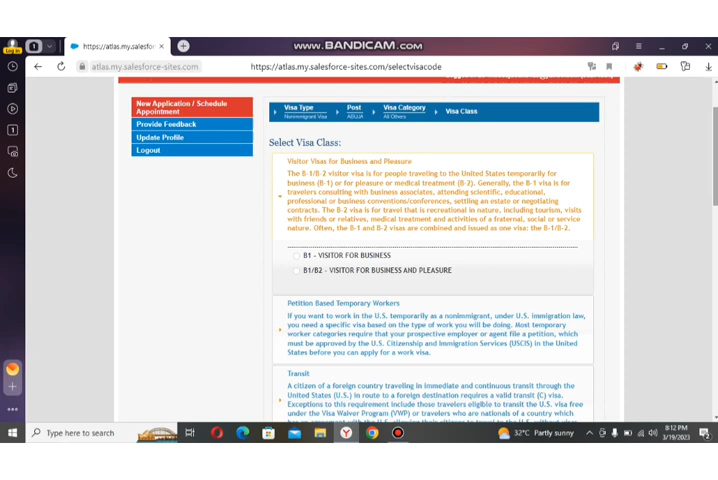 WWW.BANDICAM.COM
Log in
1
https://atlas.my.salesfor
atlas.my.salesforce-sites.com
https://atlas.my.salesforce-sites.com/selectvisacode
New Application / Schedule
Appointment
Provide Feedback
Update Profile
Logout
Visa Type
Nonimmigrant Visa
Post
ABUJA
Visa Category
All Others
Visa Class
Select Visa Class:
Visitor Visas for Business and Pleasure
The B-1/B-2 visitor visa is for people traveling to the United States temporarily for
business (B-1) or for pleasure or medical treatment (B-2). Generally, the B-1 visa is for
travelers consulting with business associates, attending scientific, educational,
professional or business conventions/conferences, settling an estate or negotiating
contracts. The B-2 visa is for travel that is recreational in nature, including tourism, visits
with friends or relatives, medical treatment and activities of a fraternal, social or service
nature. Often, the B-1 and B-2 visas are combined and issued as one visa: the B-1/B-2.
B1 - VISITOR FOR BUSINESS
B1/B2 - VISITOR FOR BUSINESS AND PLEASURE
Petition Based Temporary Workers
If you want to work in the U.S. temporarily as a nonimmigrant, under U.S. immigration law,
you need a specific visa based on the type of work you will be doing. Most temporary
worker categories require that your prospective employer or agent file a petition, which
must be approved by the U.S. Citizenship and Immigration Services (USCIS) in the United
States before you can apply for a work visa.
Transit
A citizen of a foreign country traveling in immediate and continuous transit through the
United States (U.S.) in route to a foreign destination requires a valid transit (C) visa.
Exceptions to this requirement include those travelers eligible to transit the U.S. visa free
under the Visa Waiver Program (VWP) or travelers who are nationals of a country which
1
Type here to search
32°C Partly sunny
8:12 PM
3/19/2023
2